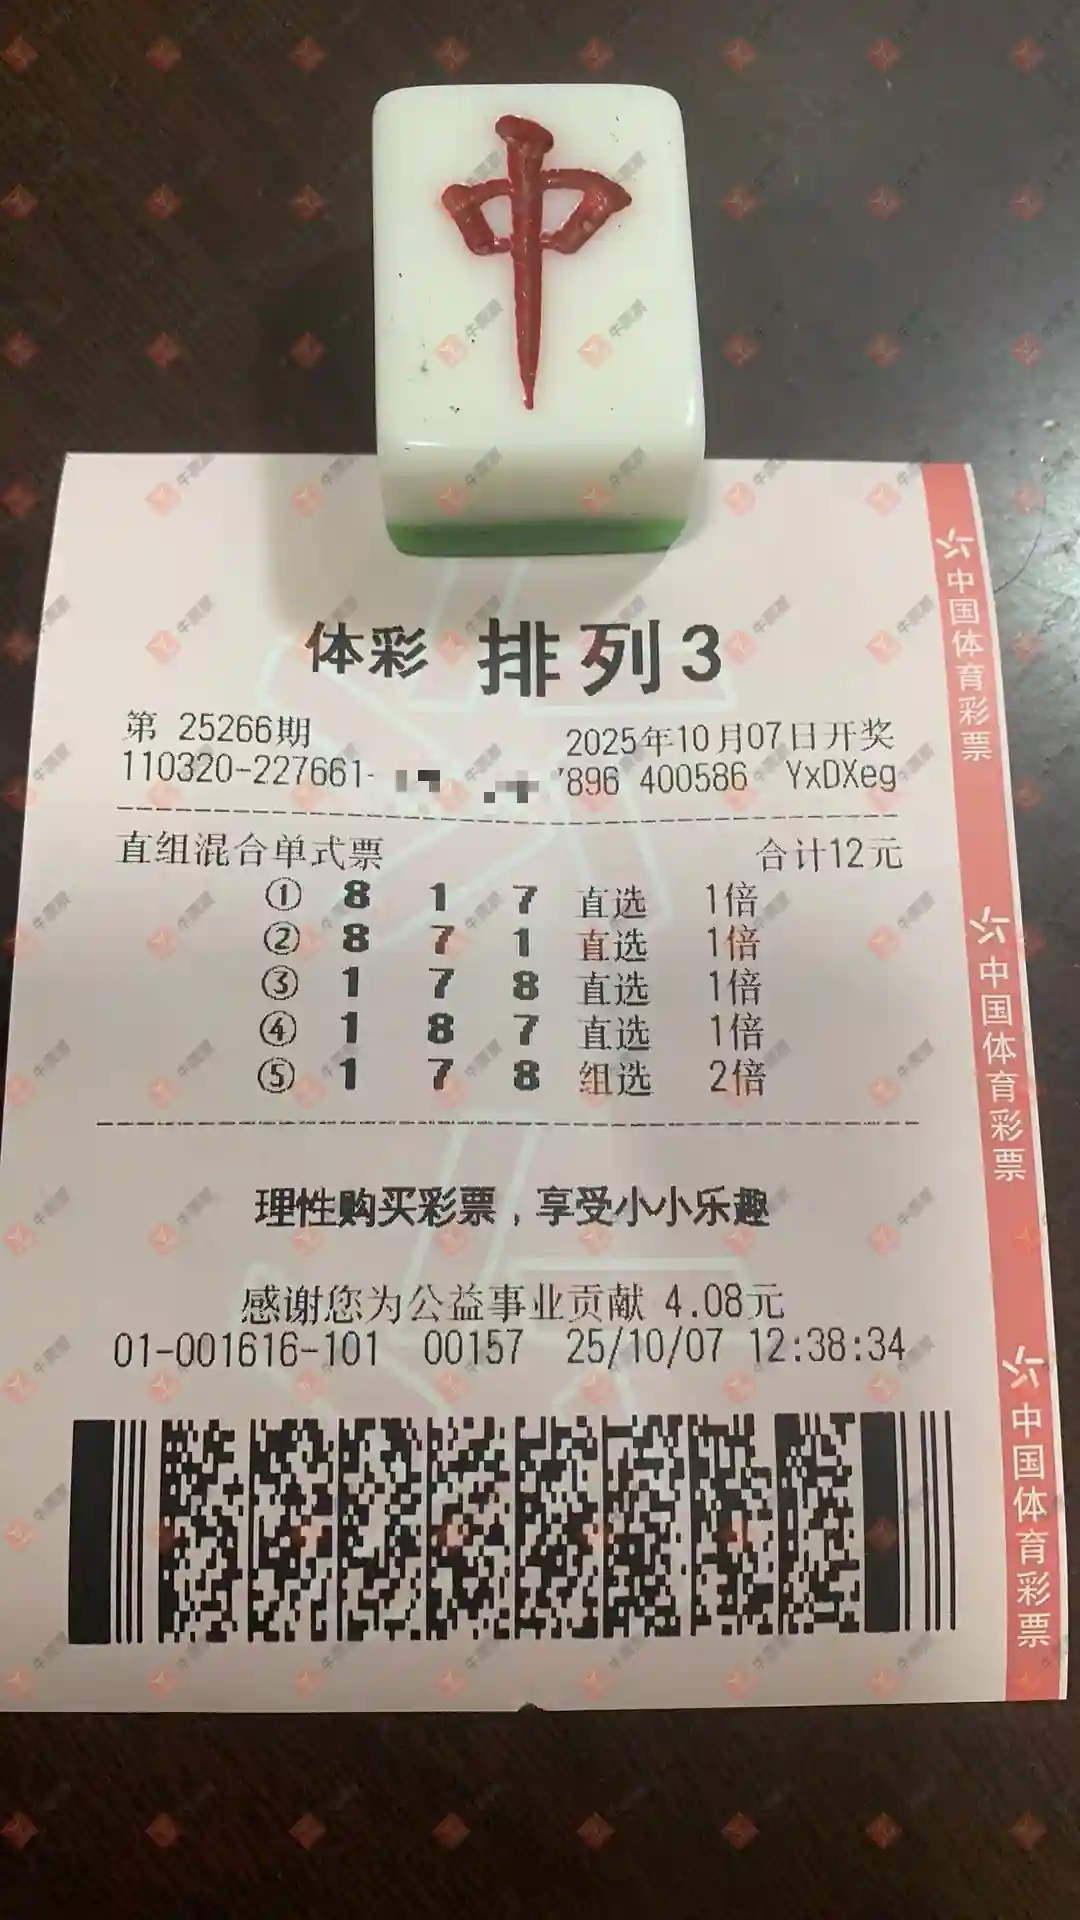 中
体彩 排列3
第 25266期 2025年10月07日开奖
110320-227661- 7896 400586 YxDXeg
直组混合单式票 合计12元
① 8 1 7 直选 1倍
② 8 7 1 直选 1倍
③ 1 7 8 直选 1倍
④ 1 8 7 直选 1倍
⑤ 1 7 8 组选 2倍
理性购买彩票，享受小小乐趣
感谢您为公益事业贡献 4.08元
01-001616-101 00157 25/10/07 12:38:34
中国体育彩票
中国体育彩票
中国体育彩票